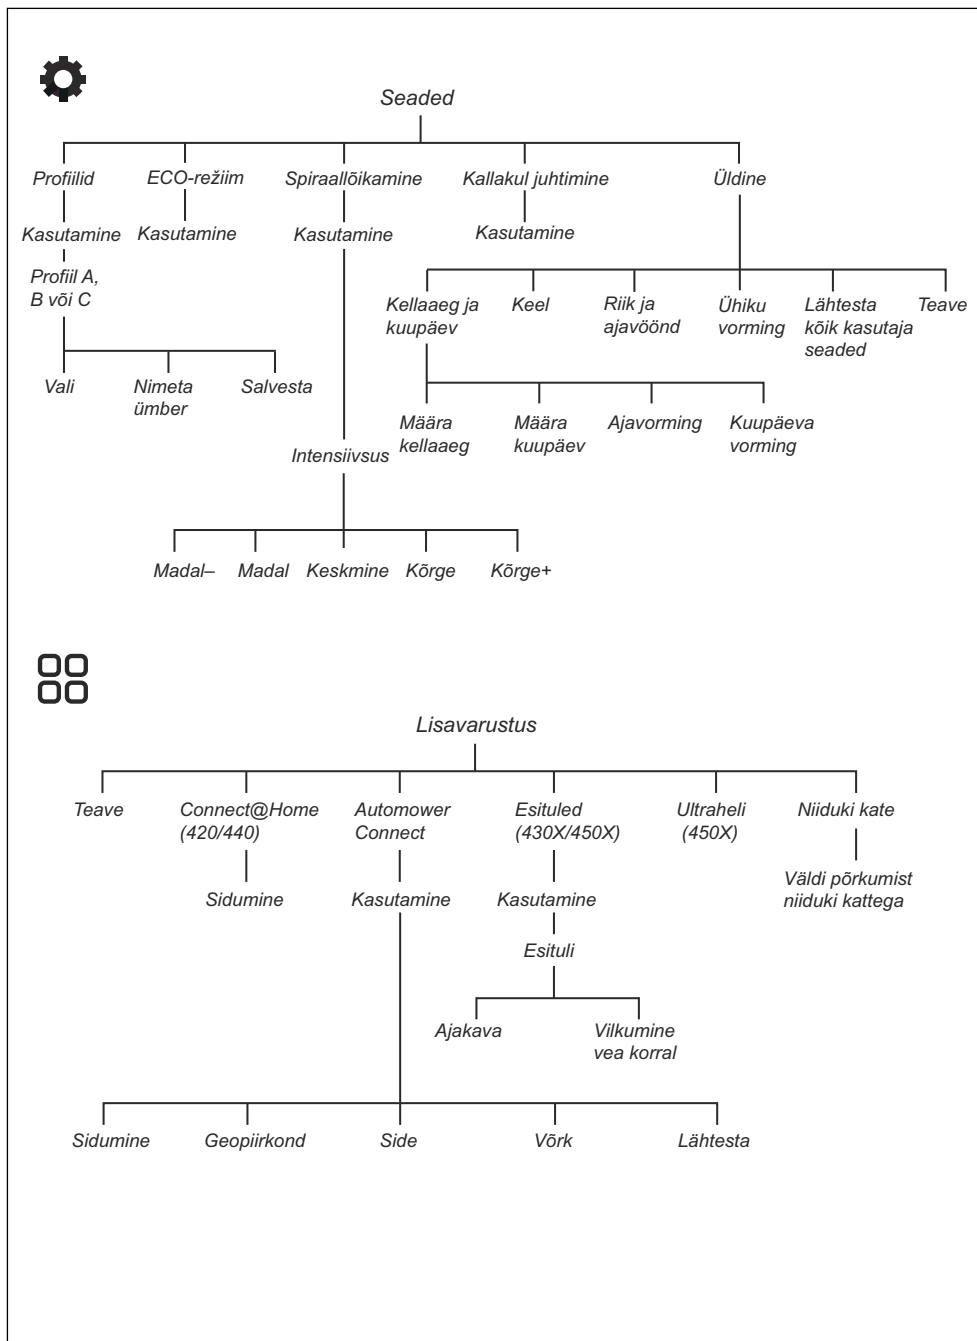 Seaded
Profiilid
ECO-režiim
Spiraallõikamine
Kallakul juhtimine
Üldine
Kasutamine
Kasutamine
Kasutamine
Kasutamine
Profiil A,
B või C
Kellaaeg ja
kuupäev
Keel
Riik ja
ajavöönd
Ühiku
vorming
Lähtesta
kõik kasutaja
seaded
Teave
Vali
Nimeta
ümber
Salvesta
Määra
kellaaeg
Määra
kuupäev
Ajavorming
Kuupäeva
vorming
Intensiivsus
Madal–
Madal
Keskmine
Kõrge
Kõrge+
Lisavarustus
Teave
Connect@Home
(420/440)
Automower
Connect
Esituled
(430X/450X)
Ultraheli
(450X)
Niiduki kate
Sidumine
Kasutamine
Kasutamine
Väldi põrkumist
niiduki kattega
Esituli
Ajakava
Vilkumine
vea korral
Sidumine
Geopiirkond
Side
Võrk
Lähtesta